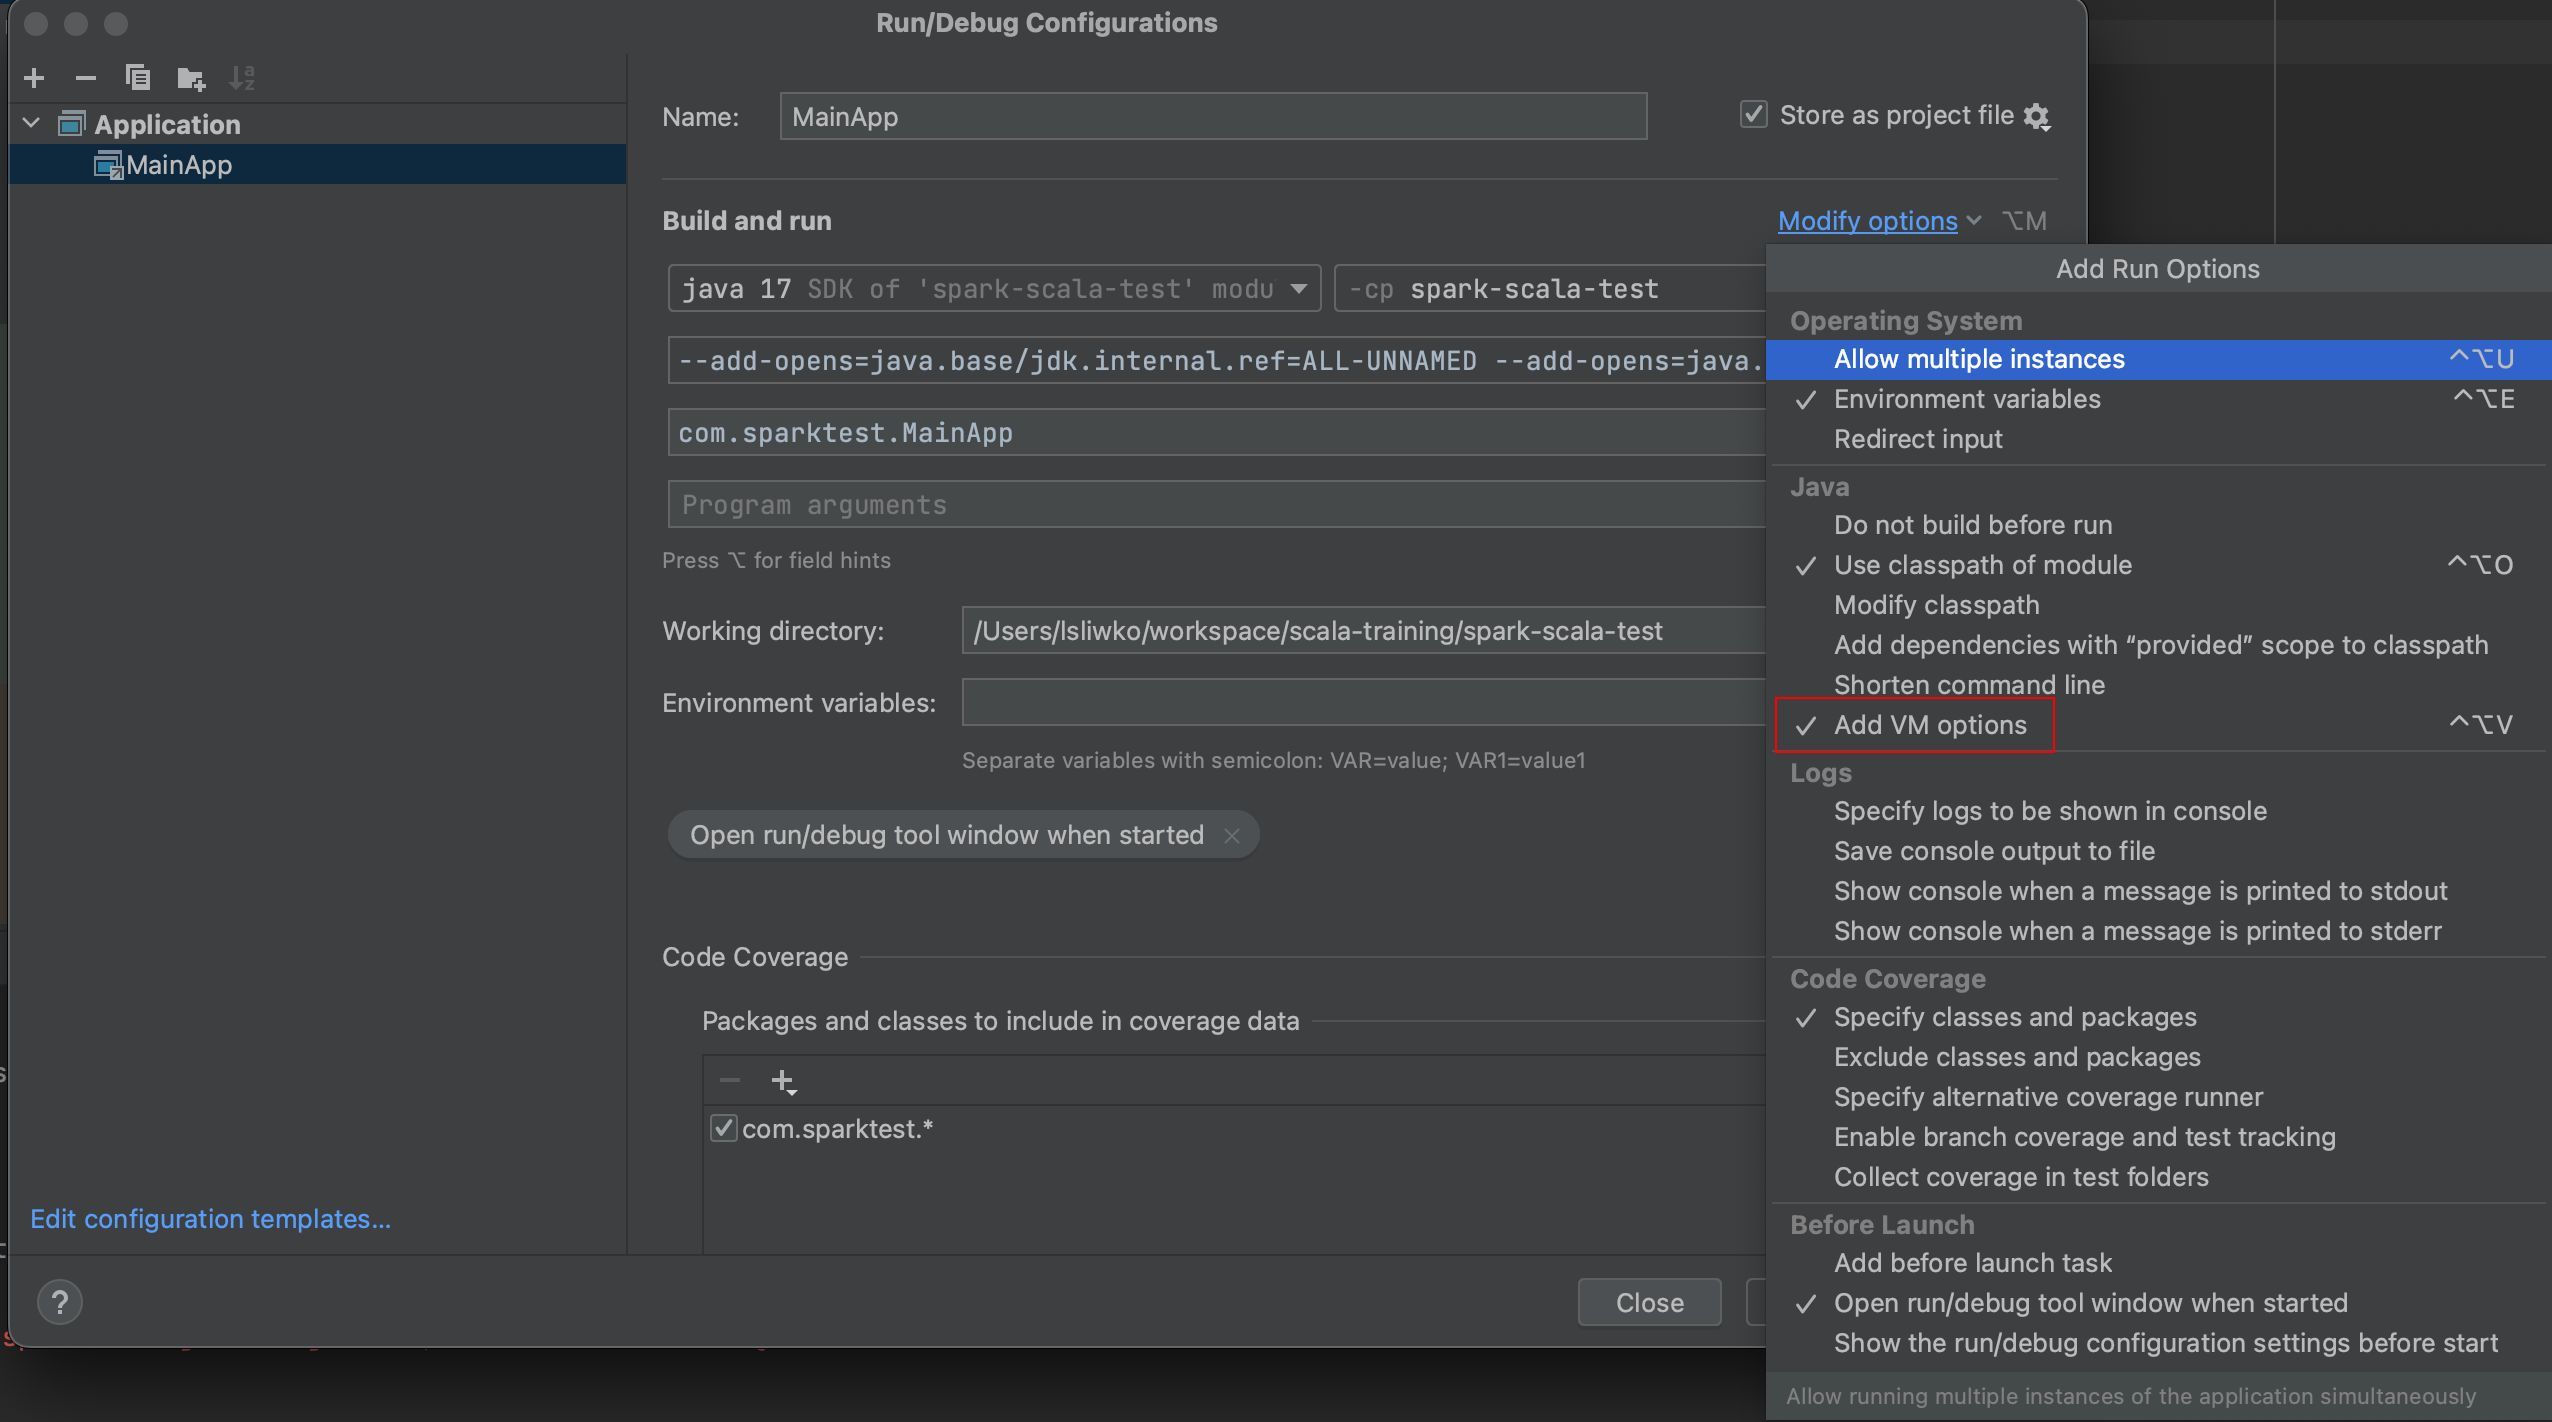 Run/Debug Configurations
Application
MainApp
Name:
MainApp
Store as project file
Build and run
Modify options
⌥M
java 17 SDK of 'spark-scala-test' modu
-cp spark-scala-test
--add-opens=java.base/jdk.internal.ref=ALL-UNNAMED --add-opens=java.
com.sparktest.MainApp
Program arguments
Press ⌥ for field hints
Working directory:
/Users/lsliwko/workspace/scala-training/spark-scala-test
Environment variables:
Separate variables with semicolon: VAR=value; VAR1=value1
Open run/debug tool window when started
Code Coverage
Packages and classes to include in coverage data
com.sparktest.*
Edit configuration templates...
?
Close
Add Run Options
Operating System
Allow multiple instances ^⌥U
Environment variables ^⌥E
Redirect input
Java
Do not build before run
Use classpath of module ^⌥O
Modify classpath
Add dependencies with “provided” scope to classpath
Shorten command line
Add VM options ^⌥V
Logs
Specify logs to be shown in console
Save console output to file
Show console when a message is printed to stdout
Show console when a message is printed to stderr
Code Coverage
Specify classes and packages
Exclude classes and packages
Specify alternative coverage runner
Enable branch coverage and test tracking
Collect coverage in test folders
Before Launch
Add before launch task
Open run/debug tool window when started
Show the run/debug configuration settings before start
Allow running multiple instances of the application simultaneously